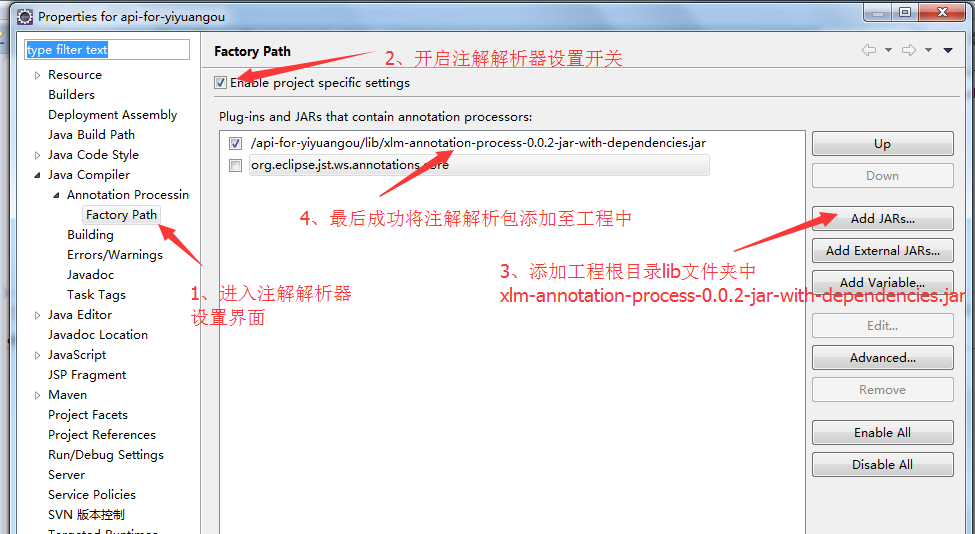 Properties for api-for-yiyuangou
type filter text
Resource
Builders
Deployment Assembly
Java Build Path
Java Code Style
Java Compiler
Annotation Processin
Factory Path
Building
Errors/Warnings
Javadoc
Task Tags
Java Editor
Javadoc Location
JavaScript
JSP Fragment
Maven
Project Facets
Project References
Run/Debug Settings
Server
Service Policies
SVN 版本控制
Targeted Runtimes
1、进入注解解析器
设置界面
Factory Path
2、开启注解解析器设置开关
Enable project specific settings
Plug-ins and JARs that contain annotation processors:
/api-for-yiyuangou/lib/xlm-annotation-process-0.0.2-jar-with-dependencies.jar
org.eclipse.jst.ws.annotations.core
4、最后成功将注解解析包添加至工程中
3、添加工程根目录lib文件夹中
xlm-annotation-process-0.0.2-jar-with-dependencies.jar
Up
Down
Add JARs...
Add External JARs...
Add Variable...
Edit...
Advanced...
Remove
Enable All
Disable All